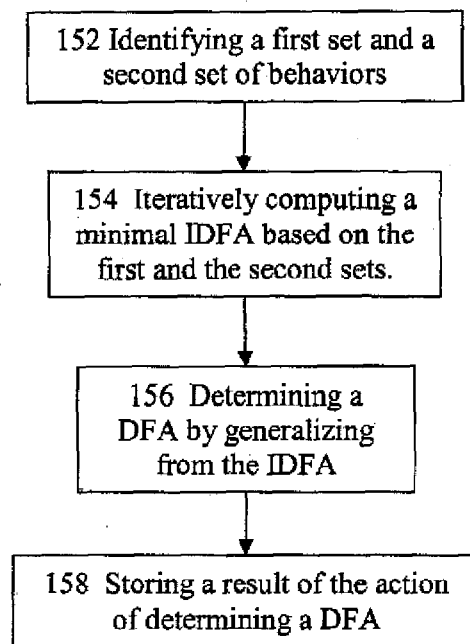 152 Identifying a first set and a
second set of behaviors
154 Iteratively computing a
minimal IDFA based on the
first and the second sets.
156 Determining a
DFA by generalizing
from the IDFA
158 Storing a result of the action
of determining a DFA